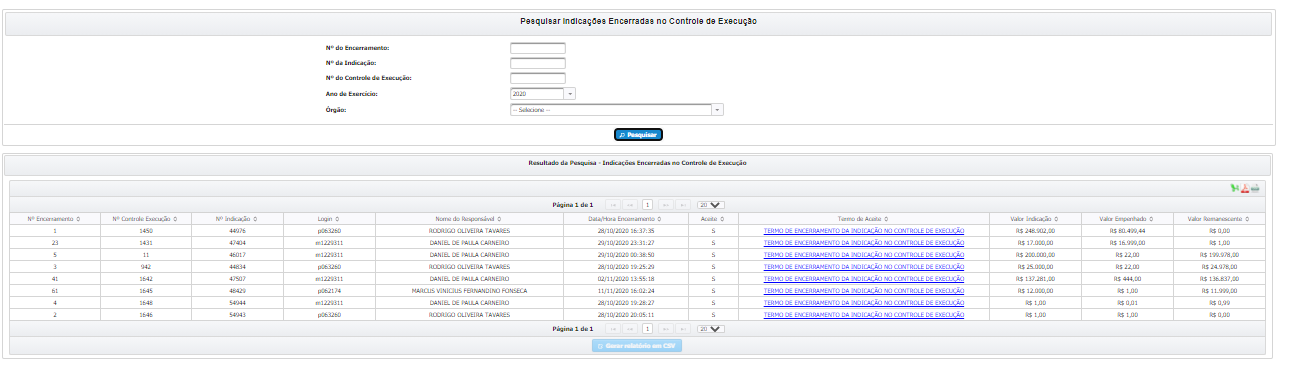 Pesquisar Indicações Encerradas no Controle de Execução
Nº do Encerramento:
Nº da Indicação:
Nº do Controle de Execução:
Ano de Exercício: 2020
Órgão: -- Selecione --
Pesquisar
Resultado da Pesquisa - Indicações Encerradas no Controle de Execução
Página 1 de 1 1 20
Nº Encerramento Nº Controle Execução Nº Indicação Login Nome do Responsável Data/Hora Encerramento Aceite Termo de Aceite Valor Indicação Valor Empenhado Valor Remanescente
1 1450 44976 p063260 RODRIGO OLIVEIRA TAVARES 28/10/2020 16:37:35 S TERMO DE ENCERRAMENTO DA INDICAÇÃO NO CONTROLE DE EXECUÇÃO R$ 248.902,00 R$ 80.499,44 R$ 0,00
23 1431 47404 m1229311 DANIEL DE PAULA CARNEIRO 29/10/2020 23:31:27 S TERMO DE ENCERRAMENTO DA INDICAÇÃO NO CONTROLE DE EXECUÇÃO R$ 17.000,00 R$ 16.999,00 R$ 1,00
5 11 46017 m1229311 DANIEL DE PAULA CARNEIRO 29/10/2020 00:38:50 S TERMO DE ENCERRAMENTO DA INDICAÇÃO NO CONTROLE DE EXECUÇÃO R$ 200.000,00 R$ 22,00 R$ 199.978,00
3 942 44834 p063260 RODRIGO OLIVEIRA TAVARES 28/10/2020 19:25:29 S TERMO DE ENCERRAMENTO DA INDICAÇÃO NO CONTROLE DE EXECUÇÃO R$ 25.000,00 R$ 22,00 R$ 24.978,00
41 1642 47507 m1229311 DANIEL DE PAULA CARNEIRO 02/11/2020 13:55:18 S TERMO DE ENCERRAMENTO DA INDICAÇÃO NO CONTROLE DE EXECUÇÃO R$ 137.281,00 R$ 444,00 R$ 136.837,00
61 1645 48429 p062174 MARCUS VINICIUS FERNANDINO FONSECA 11/11/2020 16:02:24 S TERMO DE ENCERRAMENTO DA INDICAÇÃO NO CONTROLE DE EXECUÇÃO R$ 12.000,00 R$ 1,00 R$ 11.999,00
4 1648 54944 m1229311 DANIEL DE PAULA CARNEIRO 28/10/2020 19:28:27 S TERMO DE ENCERRAMENTO DA INDICAÇÃO NO CONTROLE DE EXECUÇÃO R$ 1,00 R$ 0,01 R$ 0,99
2 1646 54943 p063260 RODRIGO OLIVEIRA TAVARES 28/10/2020 20:05:11 S TERMO DE ENCERRAMENTO DA INDICAÇÃO NO CONTROLE DE EXECUÇÃO R$ 1,00 R$ 1,00 R$ 0,00
Página 1 de 1 1 20
Gerar relatório em CSV